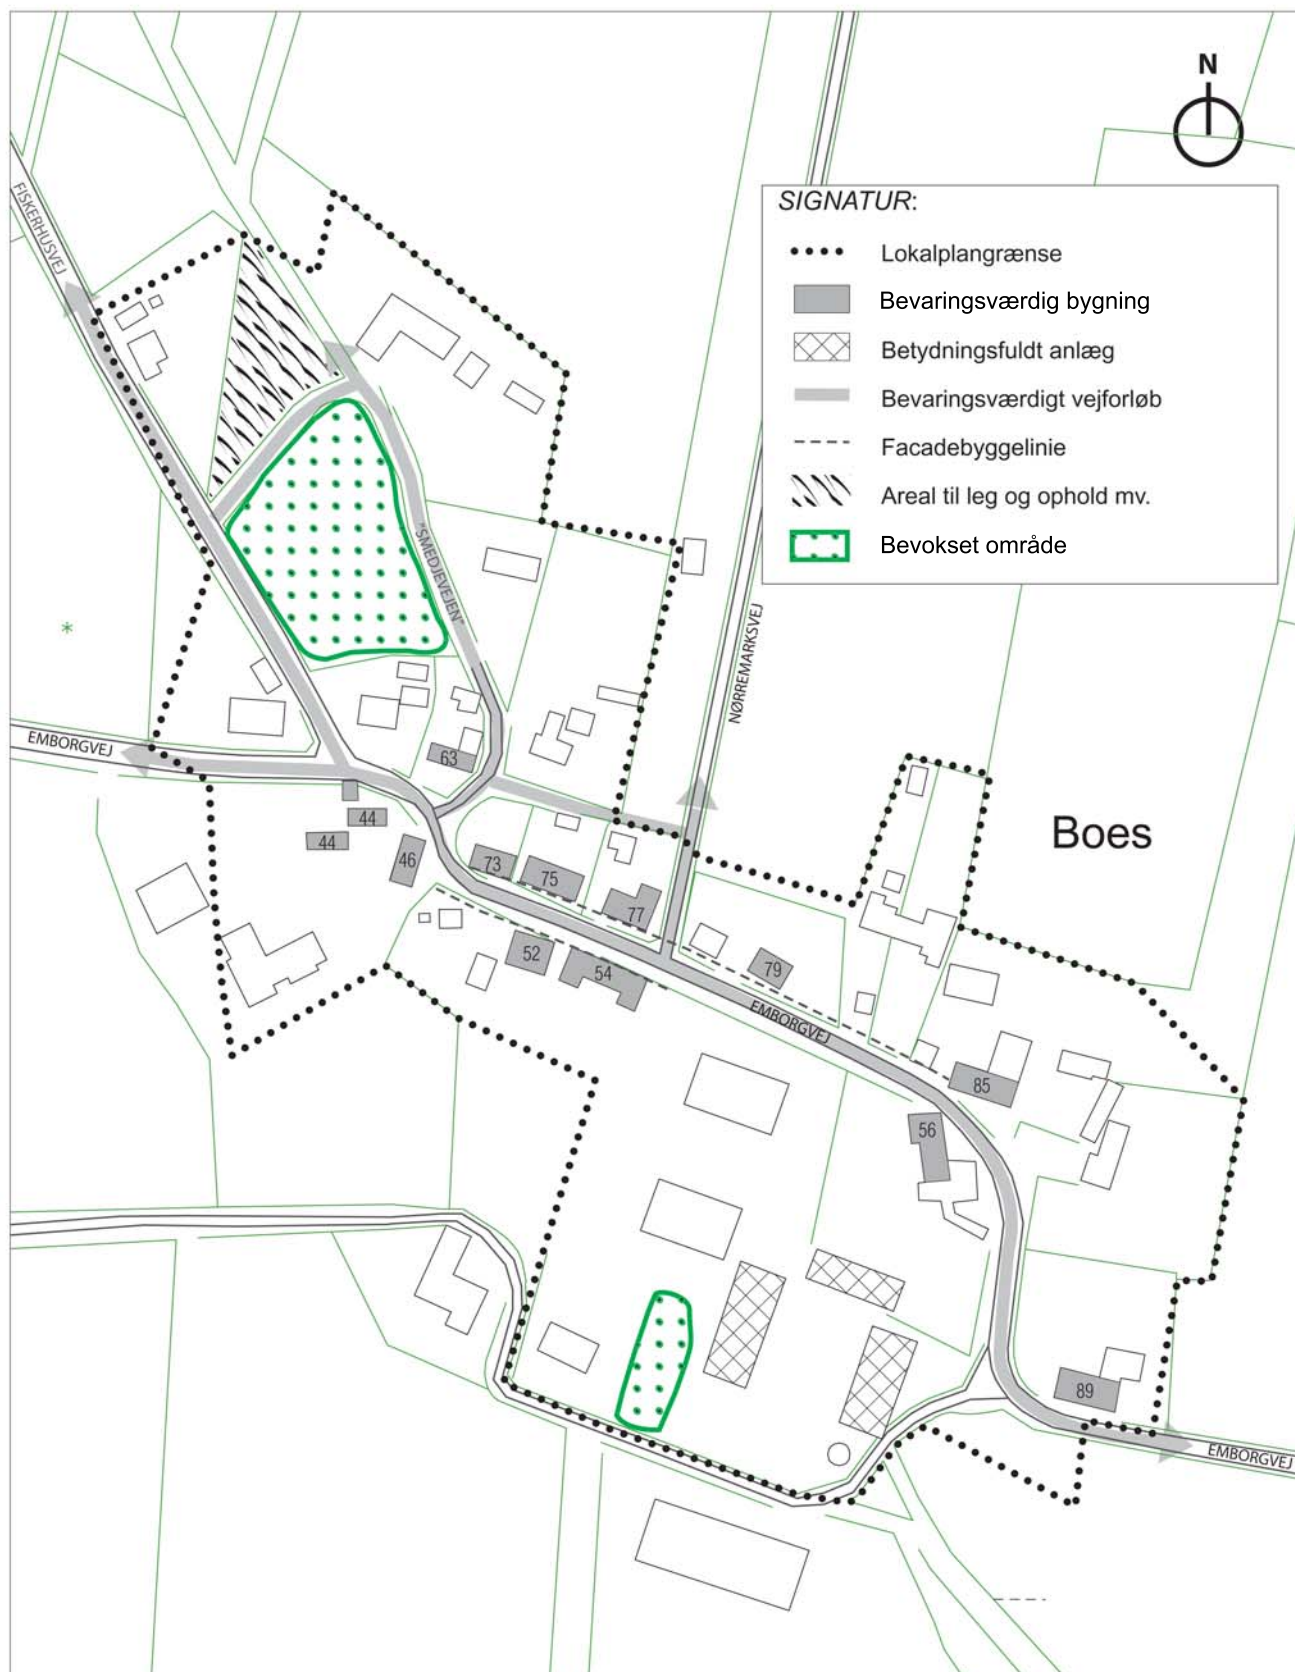 N
SIGNATUR:
Lokalplangrænse
Bevaringsværdig bygning
Betydningsfuldt anlæg
Bevaringsværdigt vejforløb
Facadebyggelinie
Areal til leg og ophold mv.
Bevokset område
FISKERHUSVEJ
"SMEDJEVEJEN"
NØRREMARKSVEJ
EMBORGVEJ
63
44
44
46
73
75
77
52
54
79
Boes
EMBORGVEJ
85
56
89
EMBORGVEJ